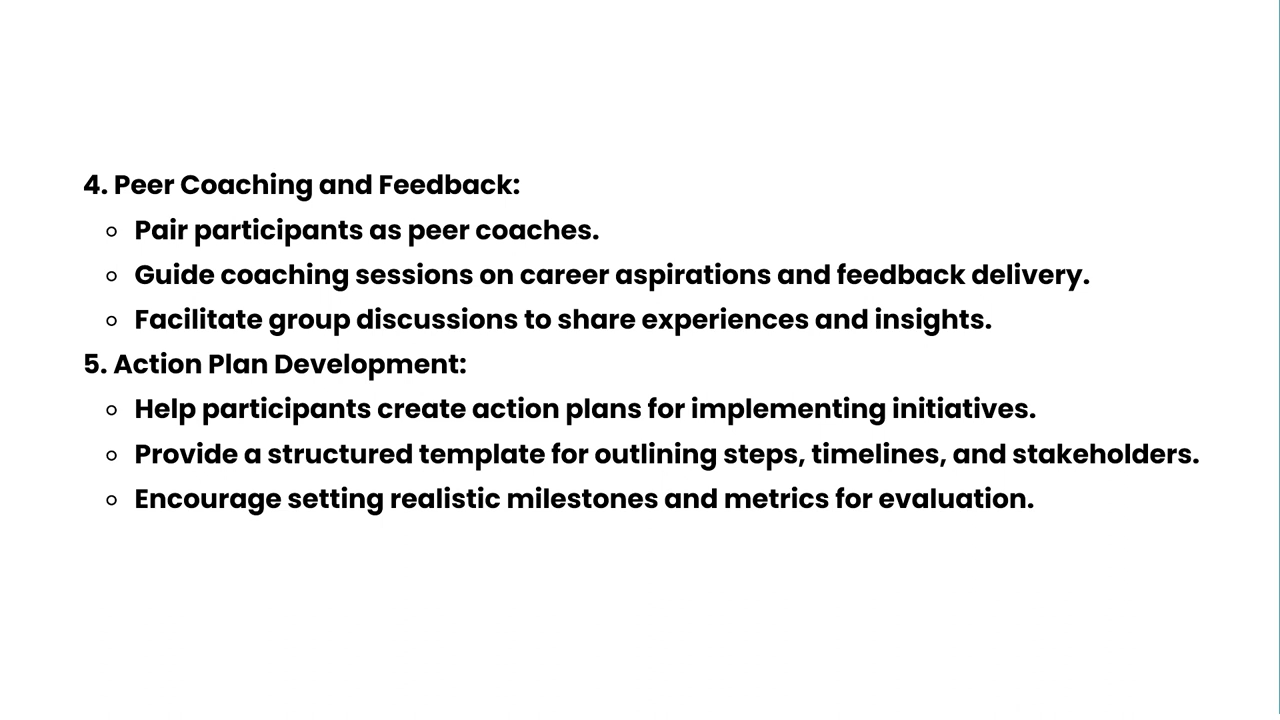 4. Peer Coaching and Feedback:
○ Pair participants as peer coaches.
○ Guide coaching sessions on career aspirations and feedback delivery.
○ Facilitate group discussions to share experiences and insights.
5. Action Plan Development:
○ Help participants create action plans for implementing initiatives.
○ Provide a structured template for outlining steps, timelines, and stakeholders.
○ Encourage setting realistic milestones and metrics for evaluation.